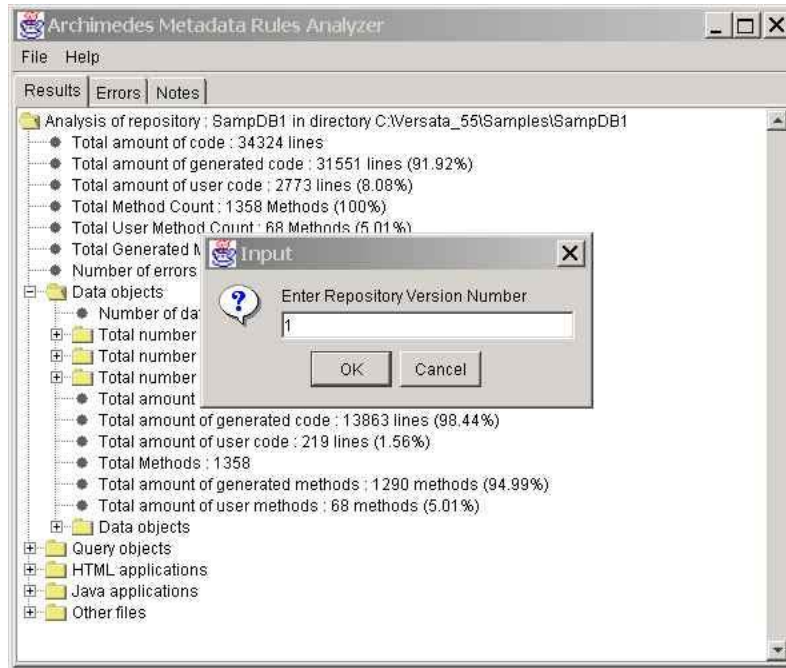 Archimedes Metadata Rules Analyzer
File Help
Results Errors Notes
Analysis of repository : SampDB1 in directory C:\Versata_55\Samples\SampDB1
Total amount of code : 34324 lines
Total amount of generated code : 31551 lines (91.92%)
Total amount of user code : 2773 lines (8.08%)
Total Method Count : 1358 Methods (100%)
Total User Method Count : 68 Methods (5.01%)
Total Generated
Number of errors
Data objects
Number of
Total number
Total number
Total number
Total amount
Input
Enter Repository Version Number
1
OK Cancel
Total amount of generated code : 13863 lines (98.44%)
Total amount of user code : 219 lines (1.56%)
Total Methods : 1358
Total amount of generated methods : 1290 methods (94.99%)
Total amount of user methods : 68 methods (5.01%)
Data objects
Query objects
HTML applications
Java applications
Other files